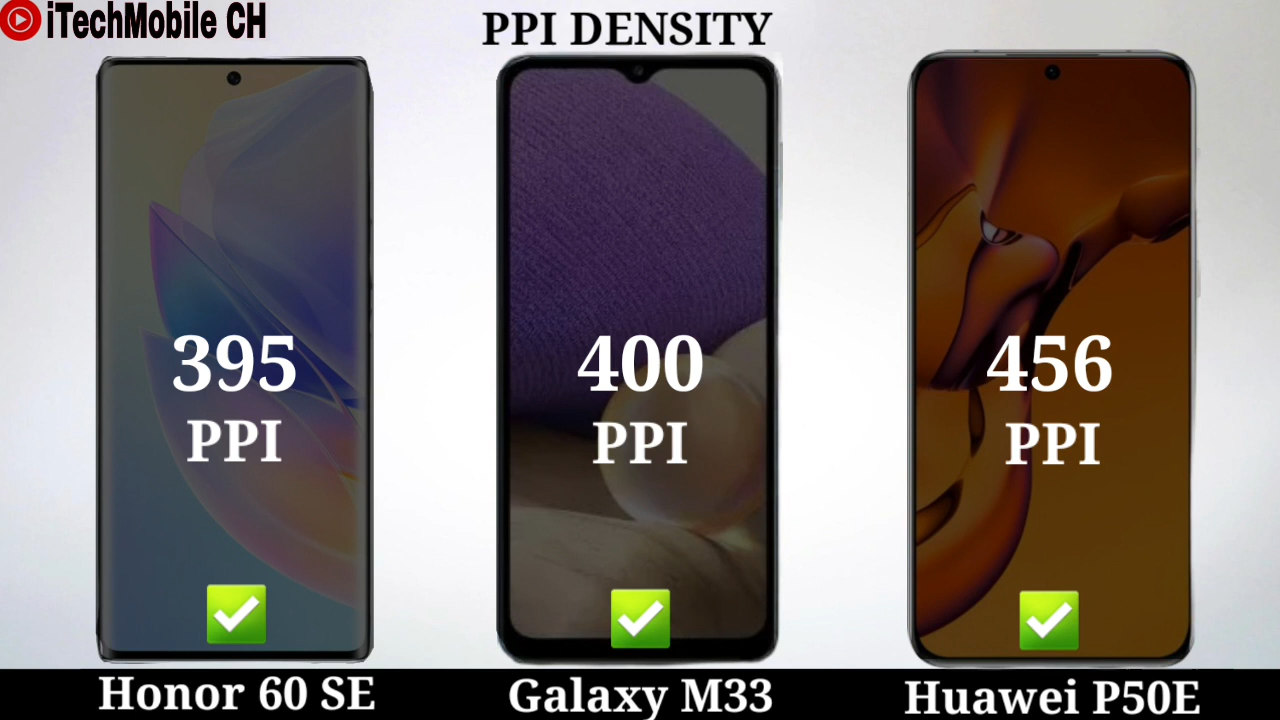 iTechMobile CH
PPI DENSITY
395
PPI
400
PPI
456
PPI
Honor 60 SE
Galaxy M33
Huawei P50E